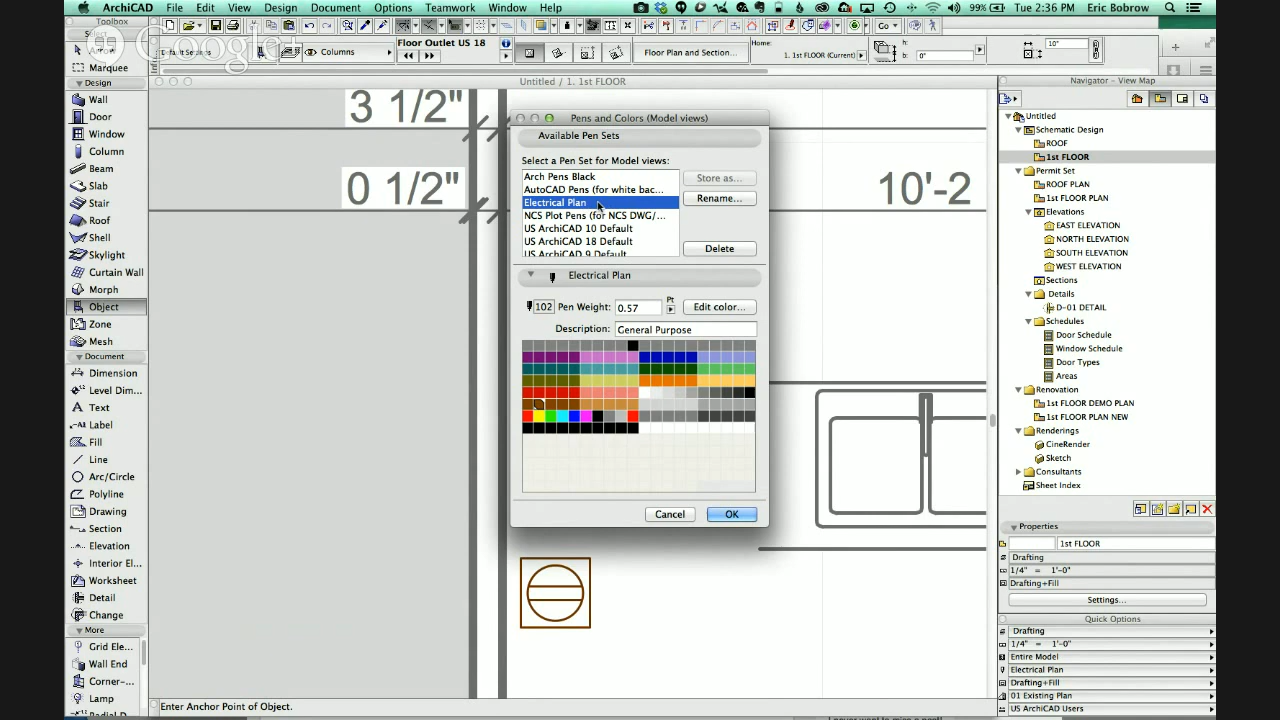 ArchiCAD File Edit View Design Document Options Teamwork Window Help 99% Tue 2:36 PM Eric Bobrow
Toolbox
Select
Google
Arrow
Marquee
Design
Wall
Door
Window
Column
Beam
Slab
Stair
Roof
Shell
Skylight
Curtain Wall
Morph
Object
Zone
Mesh
Document
Dimension
Level Dim...
Text
Label
Fill
Line
Arc/Circle
Polyline
Drawing
Section
Elevation
Interior El...
Worksheet
Detail
Change
More
Grid Ele...
Wall End
Corner-...
Lamp
Default Settings
Columns
Floor Outlet US 18
Floor Plan and Section...
Home:
1. 1st FLOOR (Current)
h:
0"
10"
Go
Untitled / 1. 1st FLOOR
3 1/2"
0 1/2"
10'-2
Pens and Colors (Model views)
Available Pen Sets
Select a Pen Set for Model views:
Arch Pens Black
AutoCAD Pens (for white bac...
Electrical Plan
NCS Plot Pens (for NCS DWG/...
US ArchiCAD 10 Default
US ArchiCAD 18 Default
US ArchiCAD 9 Default
Store as...
Rename...
Delete
Electrical Plan
102 Pen Weight: 0.57 Pt Edit color...
Description: General Purpose
Cancel OK
Enter Anchor Point of Object.
Navigator - View Map
Untitled
Schematic Design
ROOF
1st FLOOR
Permit Set
ROOF PLAN
1st FLOOR PLAN
Elevations
EAST ELEVATION
NORTH ELEVATION
SOUTH ELEVATION
WEST ELEVATION
Sections
Details
D-01 DETAIL
Schedules
Door Schedule
Window Schedule
Door Types
Areas
Renovation
1st FLOOR DEMO PLAN
1st FLOOR PLAN NEW
Renderings
CineRender
Sketch
Consultants
Sheet Index
Properties
1st FLOOR
Drafting
1/4" = 1'-0"
Drafting+Fill
Settings...
Quick Options
Drafting
1/4" = 1'-0"
Entire Model
Electrical Plan
Drafting+Fill
01 Existing Plan
US ArchiCAD Users